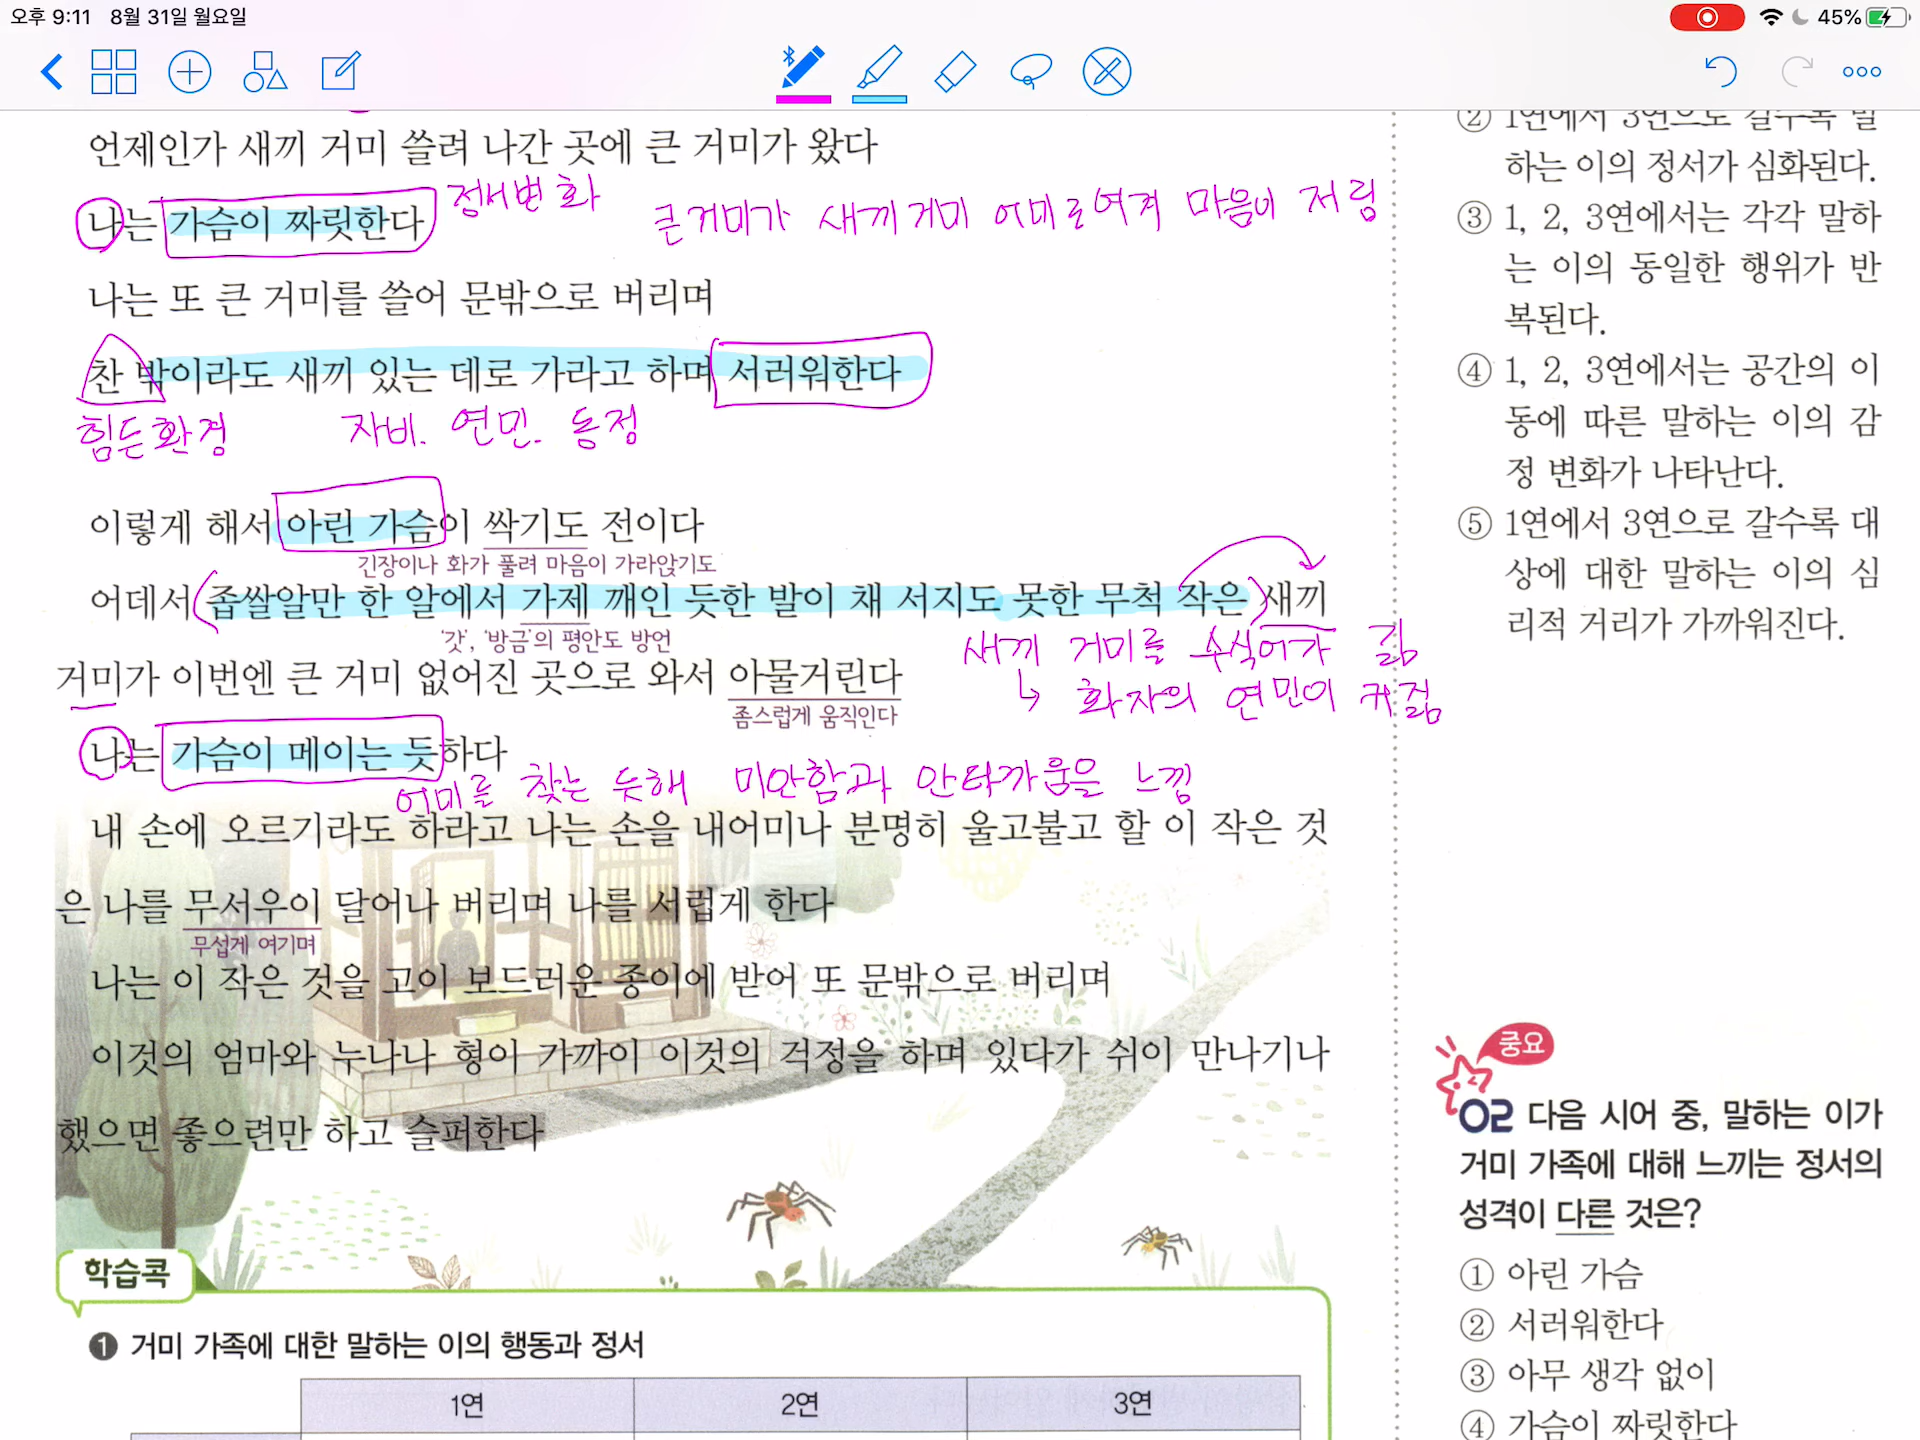 오후 9:11 8월 31일 월요일
45%
언제인가 새끼 거미 쓸려 나간 곳에 큰 거미가 왔다
나는 가슴이 짜릿한다
정서변화
큰거미가 새끼거미 어미로여겨 마음이 저림
나는 또 큰 거미를 쓸어 문밖으로 버리며
찬 밖이라도 새끼 있는 데로 가라고 하며 서러워한다
힘든환경 자비. 연민. 동정
이렇게 해서 아린 가슴이 싹기도 전이다
긴장이나 화가 풀려 마음이 가라앉기도
어데서 좁쌀알만 한 알에서 가제 깨인 듯한 발이 채 서지도 못한 무척 작은 새끼
'갓', '방금'의 평안도 방언
새끼 거미를 수식어가 긺
거미가 이번엔 큰 거미 없어진 곳으로 와서 아물거린다
↳ 화자의 연민이 커짐
좀스럽게 움직인다
나는 가슴이 메이는 듯하다
어미를 찾는 듯해 미안함과 안타까움을 느낌
내 손에 오르기라도 하라고 나는 손을 내어미나 분명히 울고불고 할 이 작은 것
은 나를 무서우이 달어나 버리며 나를 서럽게 한다
무섭게 여기며
나는 이 작은 것을 고이 보드러운 종이에 받어 또 문밖으로 버리며
이것의 엄마와 누나나 형이 가까이 이것의 걱정을 하며 있다가 쉬이 만나기나
했으면 좋으련만 하고 슬퍼한다
학습콕
❶ 거미 가족에 대한 말하는 이의 행동과 정서
1연 2연 3연
② 1연에서 3연으로 갈수록 말
하는 이의 정서가 심화된다.
③ 1, 2, 3연에서는 각각 말하
는 이의 동일한 행위가 반
복된다.
④ 1, 2, 3연에서는 공간의 이
동에 따른 말하는 이의 감
정 변화가 나타난다.
⑤ 1연에서 3연으로 갈수록 대
상에 대한 말하는 이의 심
리적 거리가 가까워진다.
중요
02 다음 시어 중, 말하는 이가
거미 가족에 대해 느끼는 정서의
성격이 다른 것은?
① 아린 가슴
② 서러워한다
③ 아무 생각 없이
④ 가슴이 짜릿한다